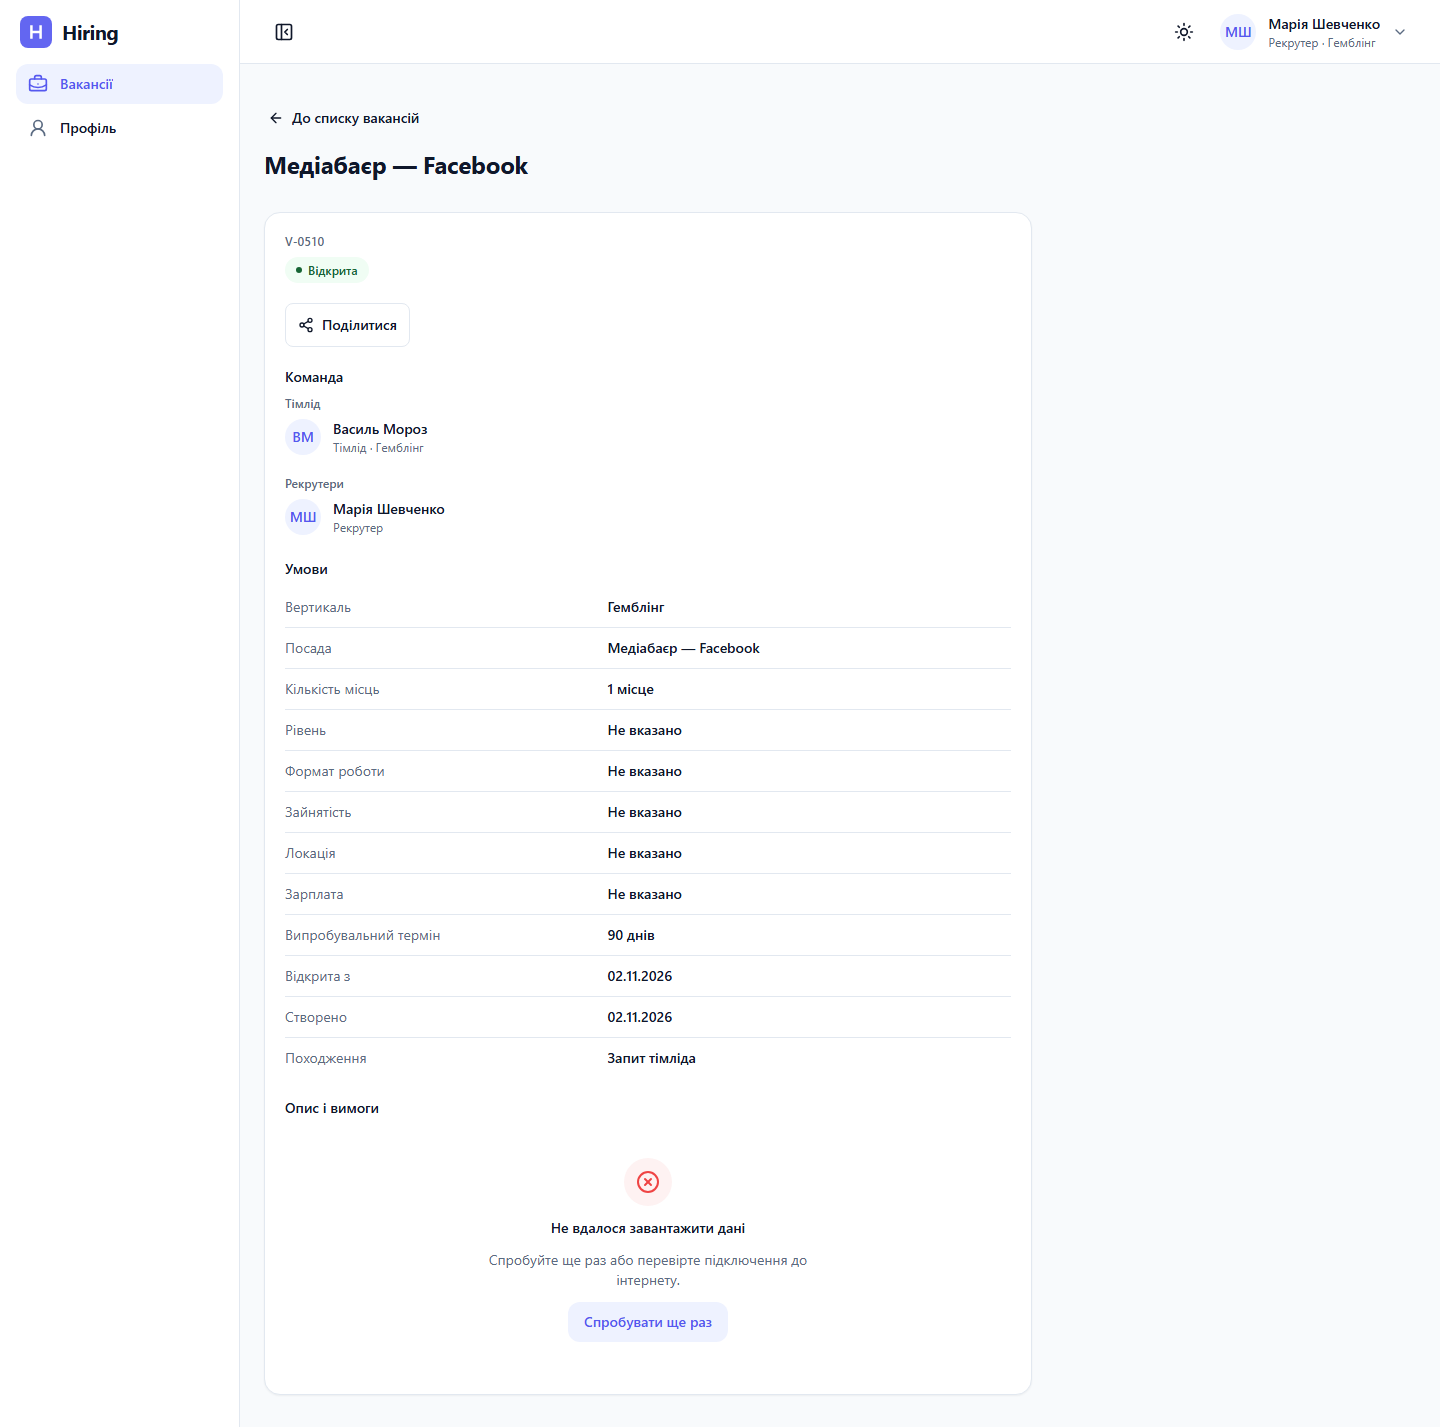 H Hiring
Марія Шевченко
МШ
Рекрутер · Гемблінг
Вакансії
Профіль
До списку вакансій
Медіабаєр — Facebook
V-0510
Відкрита
Поділитися
Команда
Тімлід
ВМ
Василь Мороз
Тімлід · Гемблінг
Рекрутери
МШ
Марія Шевченко
Рекрутер
Умови
Вертикаль Гемблінг
Посада Медіабаєр — Facebook
Кількість місць 1 місце
Рівень Не вказано
Формат роботи Не вказано
Зайнятість Не вказано
Локація Не вказано
Зарплата Не вказано
Випробувальний термін 90 днів
Відкрита з 02.11.2026
Створено 02.11.2026
Походження Запит тімліда
Опис і вимоги
Не вдалося завантажити дані
Спробуйте ще раз або перевірте підключення до
інтернету.
Спробувати ще раз